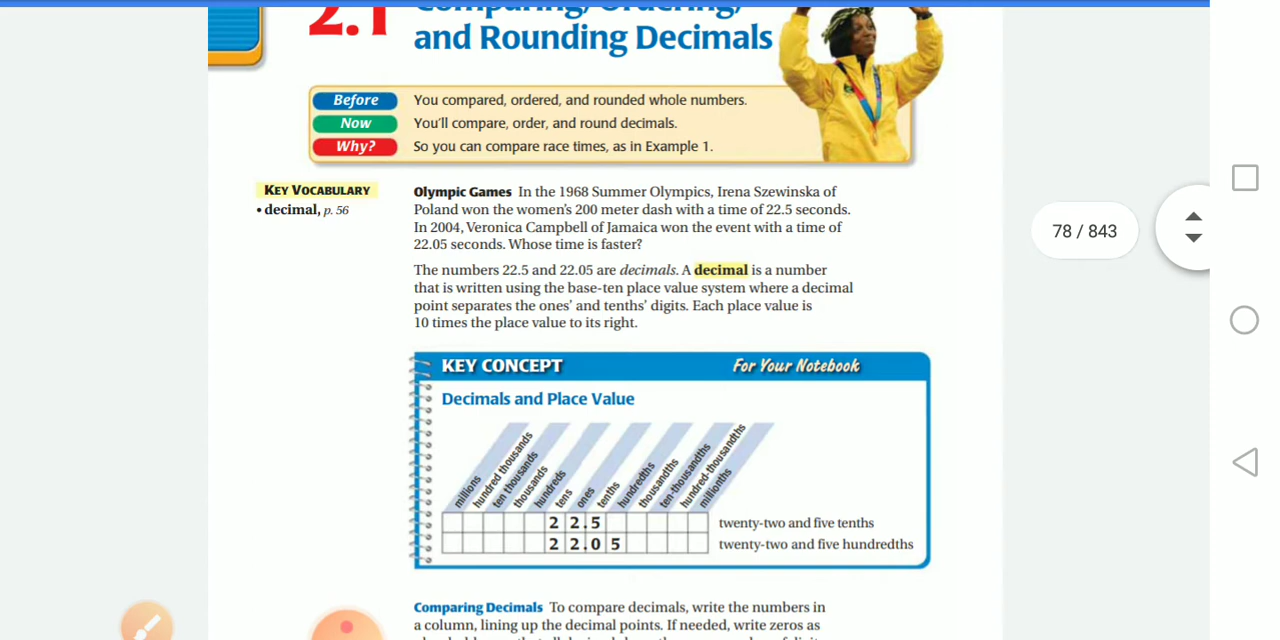 2.1
Comparing, Ordering,
and Rounding Decimals
Before You compared, ordered, and rounded whole numbers.
Now You'll compare, order, and round decimals.
Why? So you can compare race times, as in Example 1.
KEY VOCABULARY
• decimal, p. 56
Olympic Games In the 1968 Summer Olympics, Irena Szewinska of
Poland won the women's 200 meter dash with a time of 22.5 seconds.
In 2004, Veronica Campbell of Jamaica won the event with a time of
22.05 seconds. Whose time is faster?
The numbers 22.5 and 22.05 are decimals. A decimal is a number
that is written using the base-ten place value system where a decimal
point separates the ones' and tenths' digits. Each place value is
10 times the place value to its right.
78 / 843
KEY CONCEPT For Your Notebook
Decimals and Place Value
millions
hundred thousands
ten thousands
thousands
hundreds
tens
ones
tenths
hundredths
thousandths
ten-thousandths
hundred-thousandths
millionths
2 2.5 twenty-two and five tenths
2 2.0 5 twenty-two and five hundredths
Comparing Decimals To compare decimals, write the numbers in
a column, lining up the decimal points. If needed, write zeros as